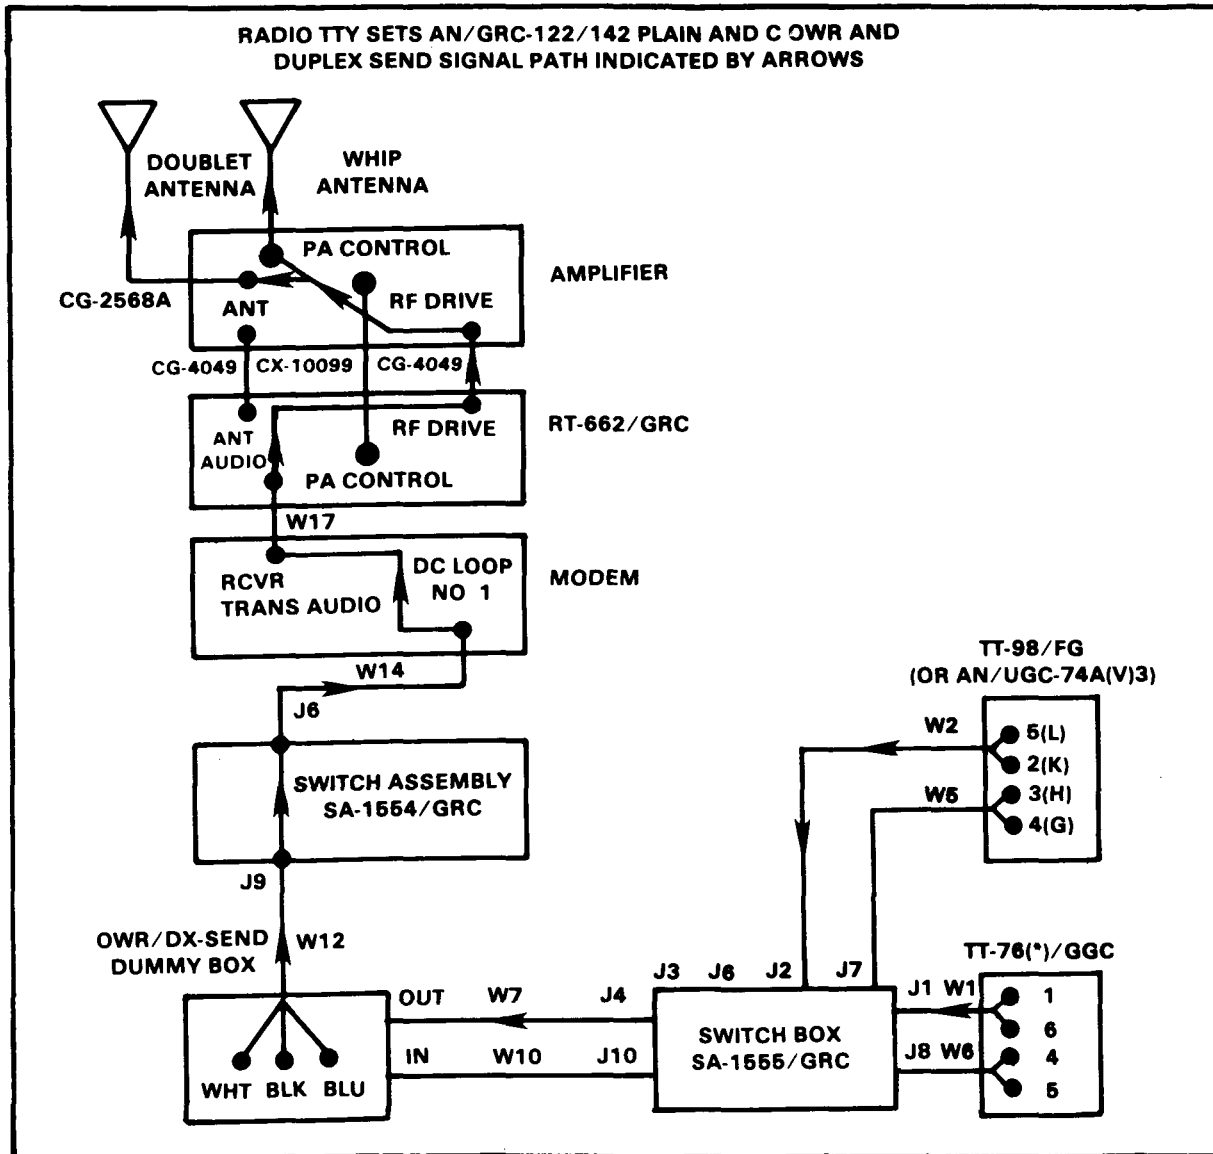 RADIO TTY SETS AN/GRC-122/142 PLAIN AND C OWR AND
DUPLEX SEND SIGNAL PATH INDICATED BY ARROWS
DOUBLET
ANTENNA
WHIP
ANTENNA
PA CONTROL
AMPLIFIER
CG-2568A
ANT
RF DRIVE
CG-4049
CX-10099
CG-4049
RF DRIVE
RT-662/GRC
ANT
AUDIO
PA CONTROL
W17
RCVR
TRANS AUDIO
DC LOOP
NO 1
MODEM
W14
J6
SWITCH ASSEMBLY
SA-1554/GRC
J9
TT-98/FG
(OR AN/UGC-74A(V)3)
W2
5(L)
2(K)
W5
3(H)
4(G)
OWR/DX-SEND
DUMMY BOX
W12
OUT
W7
J4
IN
W10
J10
WHT BLK BLU
J3
J6
J2
J7
SWITCH BOX
SA-1555/GRC
TT-76(*)/GGC
J1 W1
J8 W6
1
6
4
5